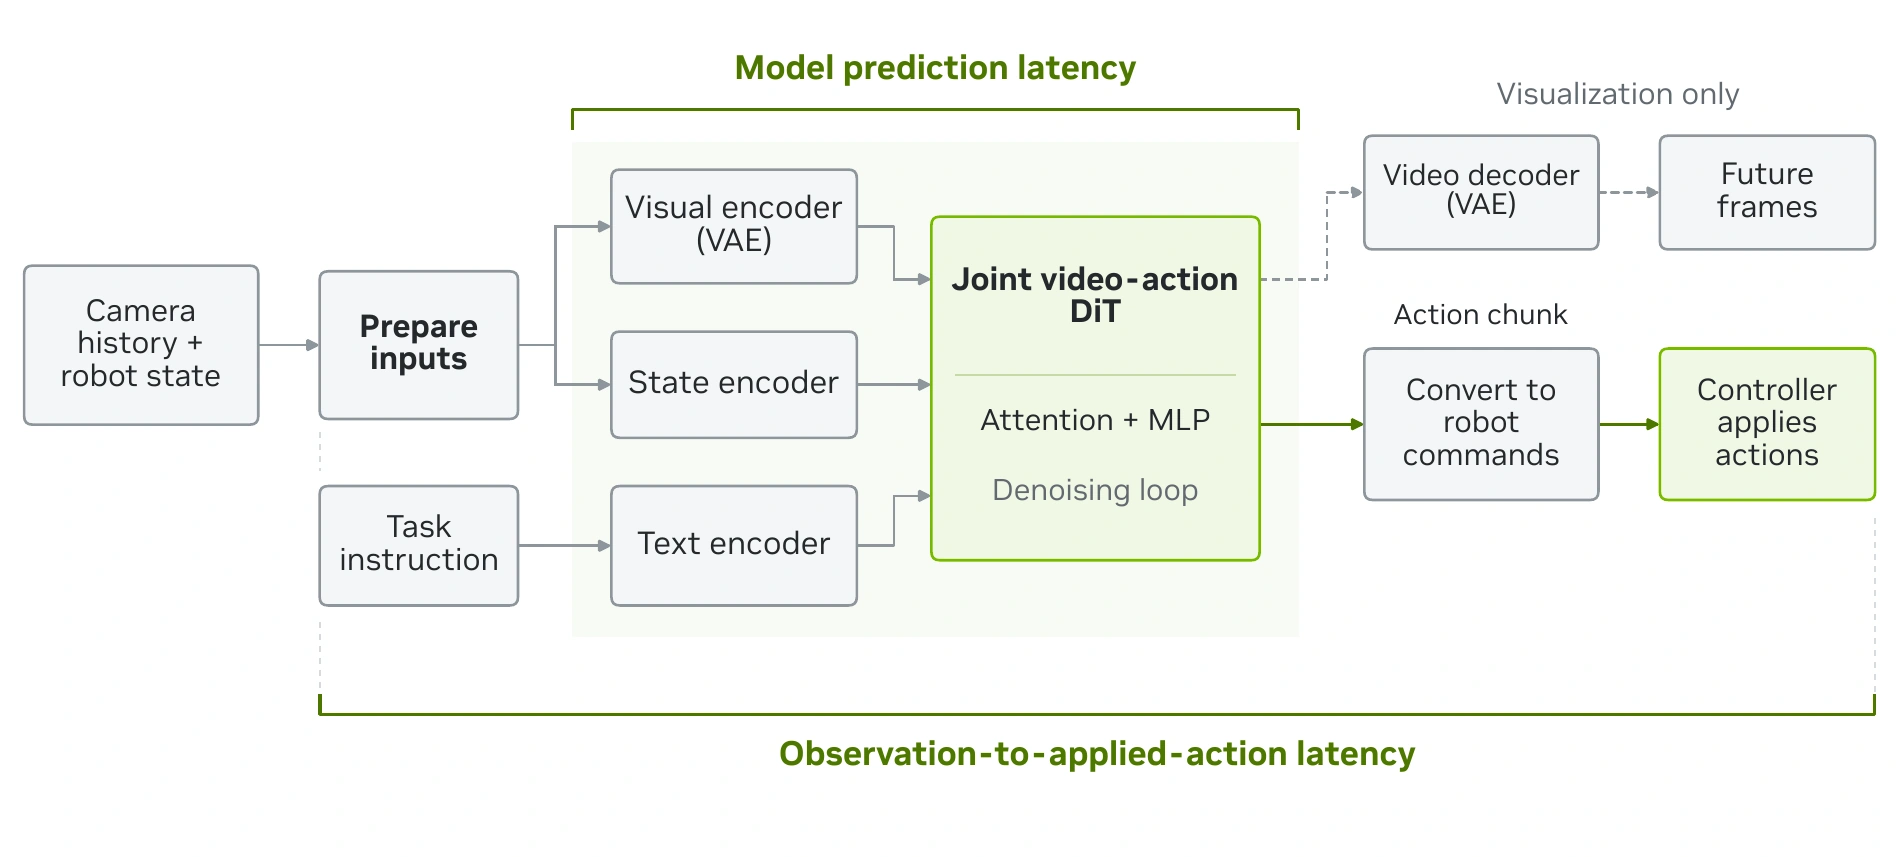 Model prediction latency
Visualization only
Camera
history +
robot state
Prepare
inputs
Task
instruction
Visual encoder
(VAE)
State encoder
Text encoder
Joint video-action
DiT
Attention + MLP
Denoising loop
Video decoder
(VAE)
Future
frames
Action chunk
Convert to
robot
commands
Controller
applies
actions
Observation-to-applied-action latency